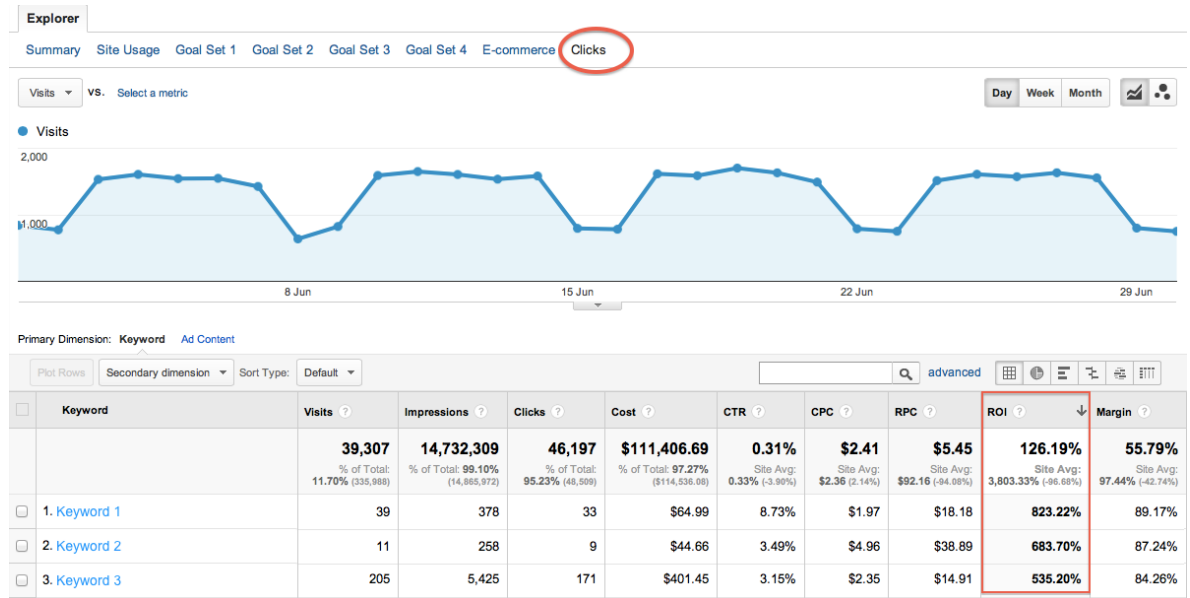 Explorer
Summary Site Usage Goal Set 1 Goal Set 2 Goal Set 3 Goal Set 4 E-commerce Clicks
Visits vs. Select a metric Day Week Month
Visits
2,000
1,000
8 Jun 15 Jun 22 Jun 29 Jun
Primary Dimension: Keyword Ad Content
Plot Rows Secondary dimension Sort Type: Default advanced
Keyword Visits ? Impressions ? Clicks ? Cost ? CTR ? CPC ? RPC ? ROI ? Margin ?
39,307 14,732,309 46,197 $111,406.69 0.31% $2.41 $5.45 126.19% 55.79%
% of Total: % of Total: 99.10% % of Total: % of Total: 97.27% Site Avg: Site Avg: Site Avg: Site Avg: Site Avg:
11.70% (335,988) (14,865,972) 95.23% (48,509) ($114,536.08) 0.33% (-3.90%) $2.36 (2.14%) $92.16 (-94.08%) 3,803.33% (-96.68%) 97.44% (-42.74%)
1. Keyword 1 39 378 33 $64.99 8.73% $1.97 $18.18 823.22% 89.17%
2. Keyword 2 11 258 9 $44.66 3.49% $4.96 $38.89 683.70% 87.24%
3. Keyword 3 205 5,425 171 $401.45 3.15% $2.35 $14.91 535.20% 84.26%